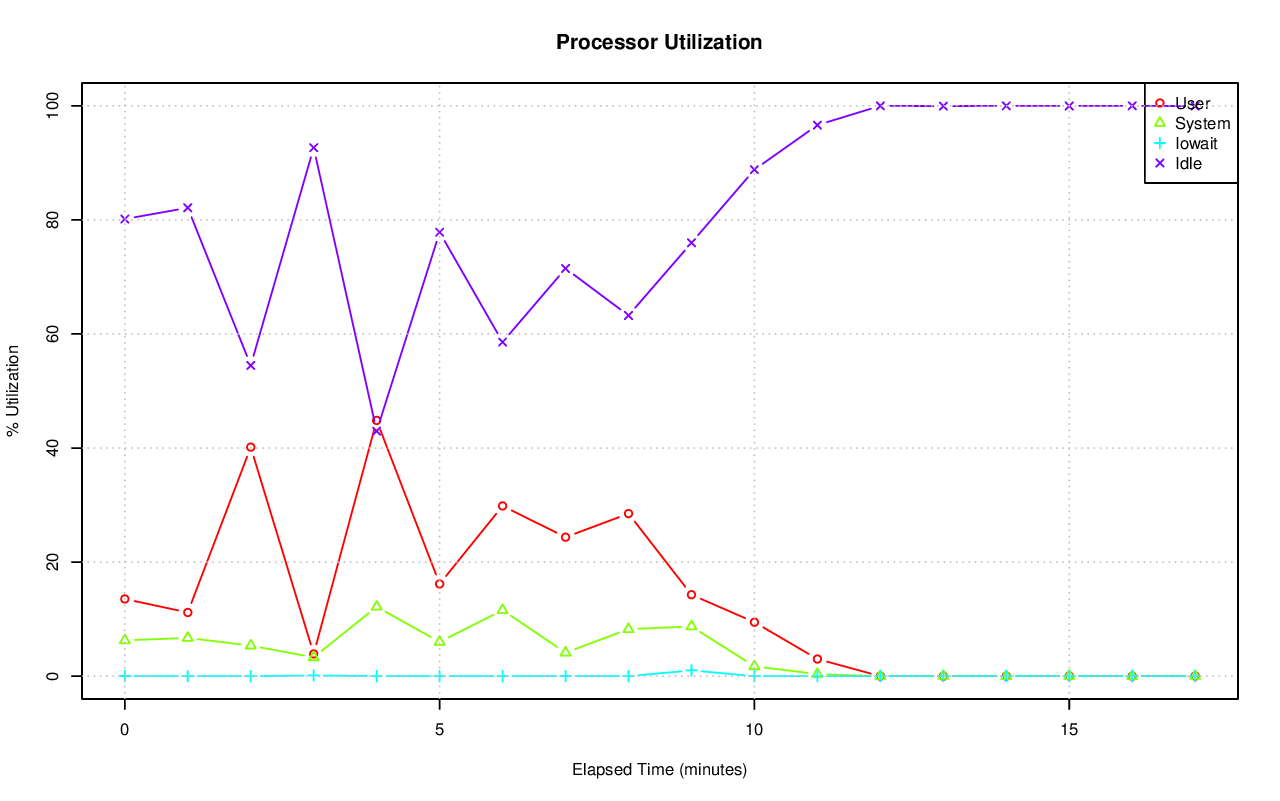 Processor Utilization
100
80
60
40
20
0
% Utilization
User
System
Iowait
Idle
0 5 10 15
Elapsed Time (minutes)